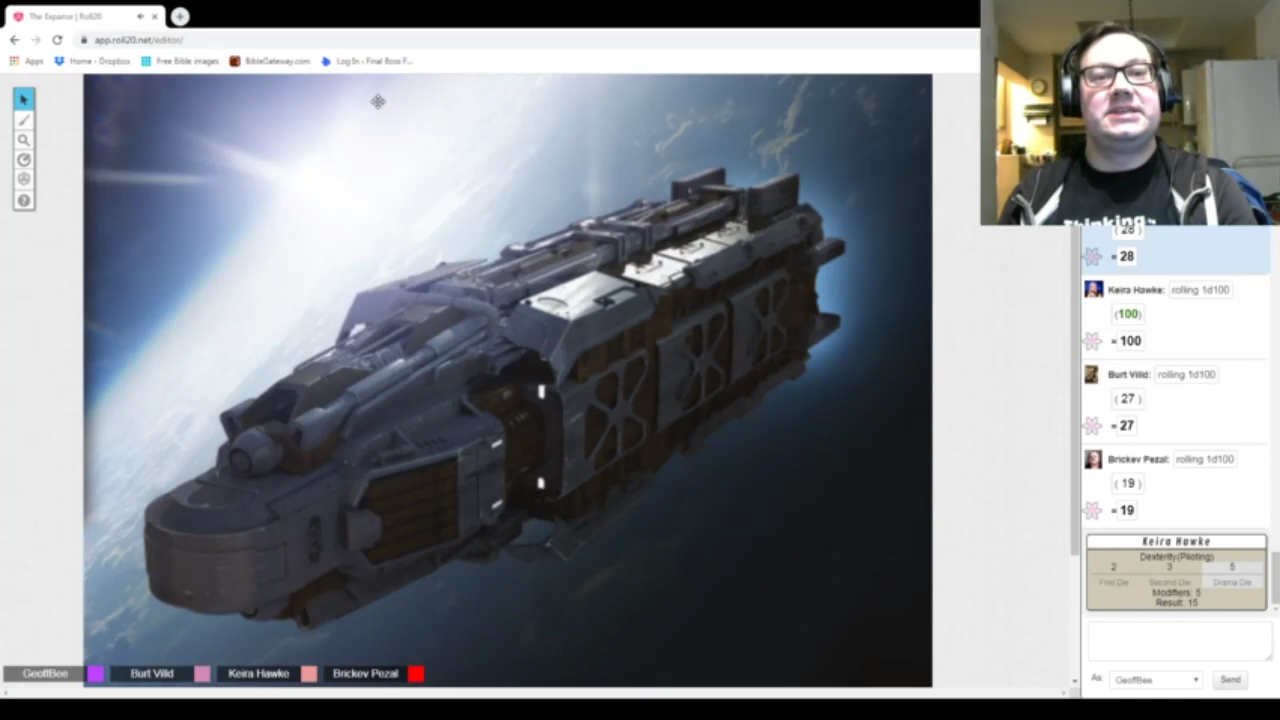 The Expanse | Roll20
app.roll20.net/editor/
Apps Home - Dropbox Free Bible images BibleGateway.com Log In - Final Boss F...
Thinking~
(28)
= 28
Keira Hawke: rolling 1d100
(100)
= 100
Burt Villd: rolling 1d100
(27)
= 27
Brickev Pezal: rolling 1d100
(19)
= 19
Keira Hawke
Dexterity(Piloting)
2 3 5
First Die Second Die Drama Die
Modifiers: 5
Result: 15
3
GeoffBee Burt Villd Keira Hawke Brickev Pezal
As: GeoffBee Send